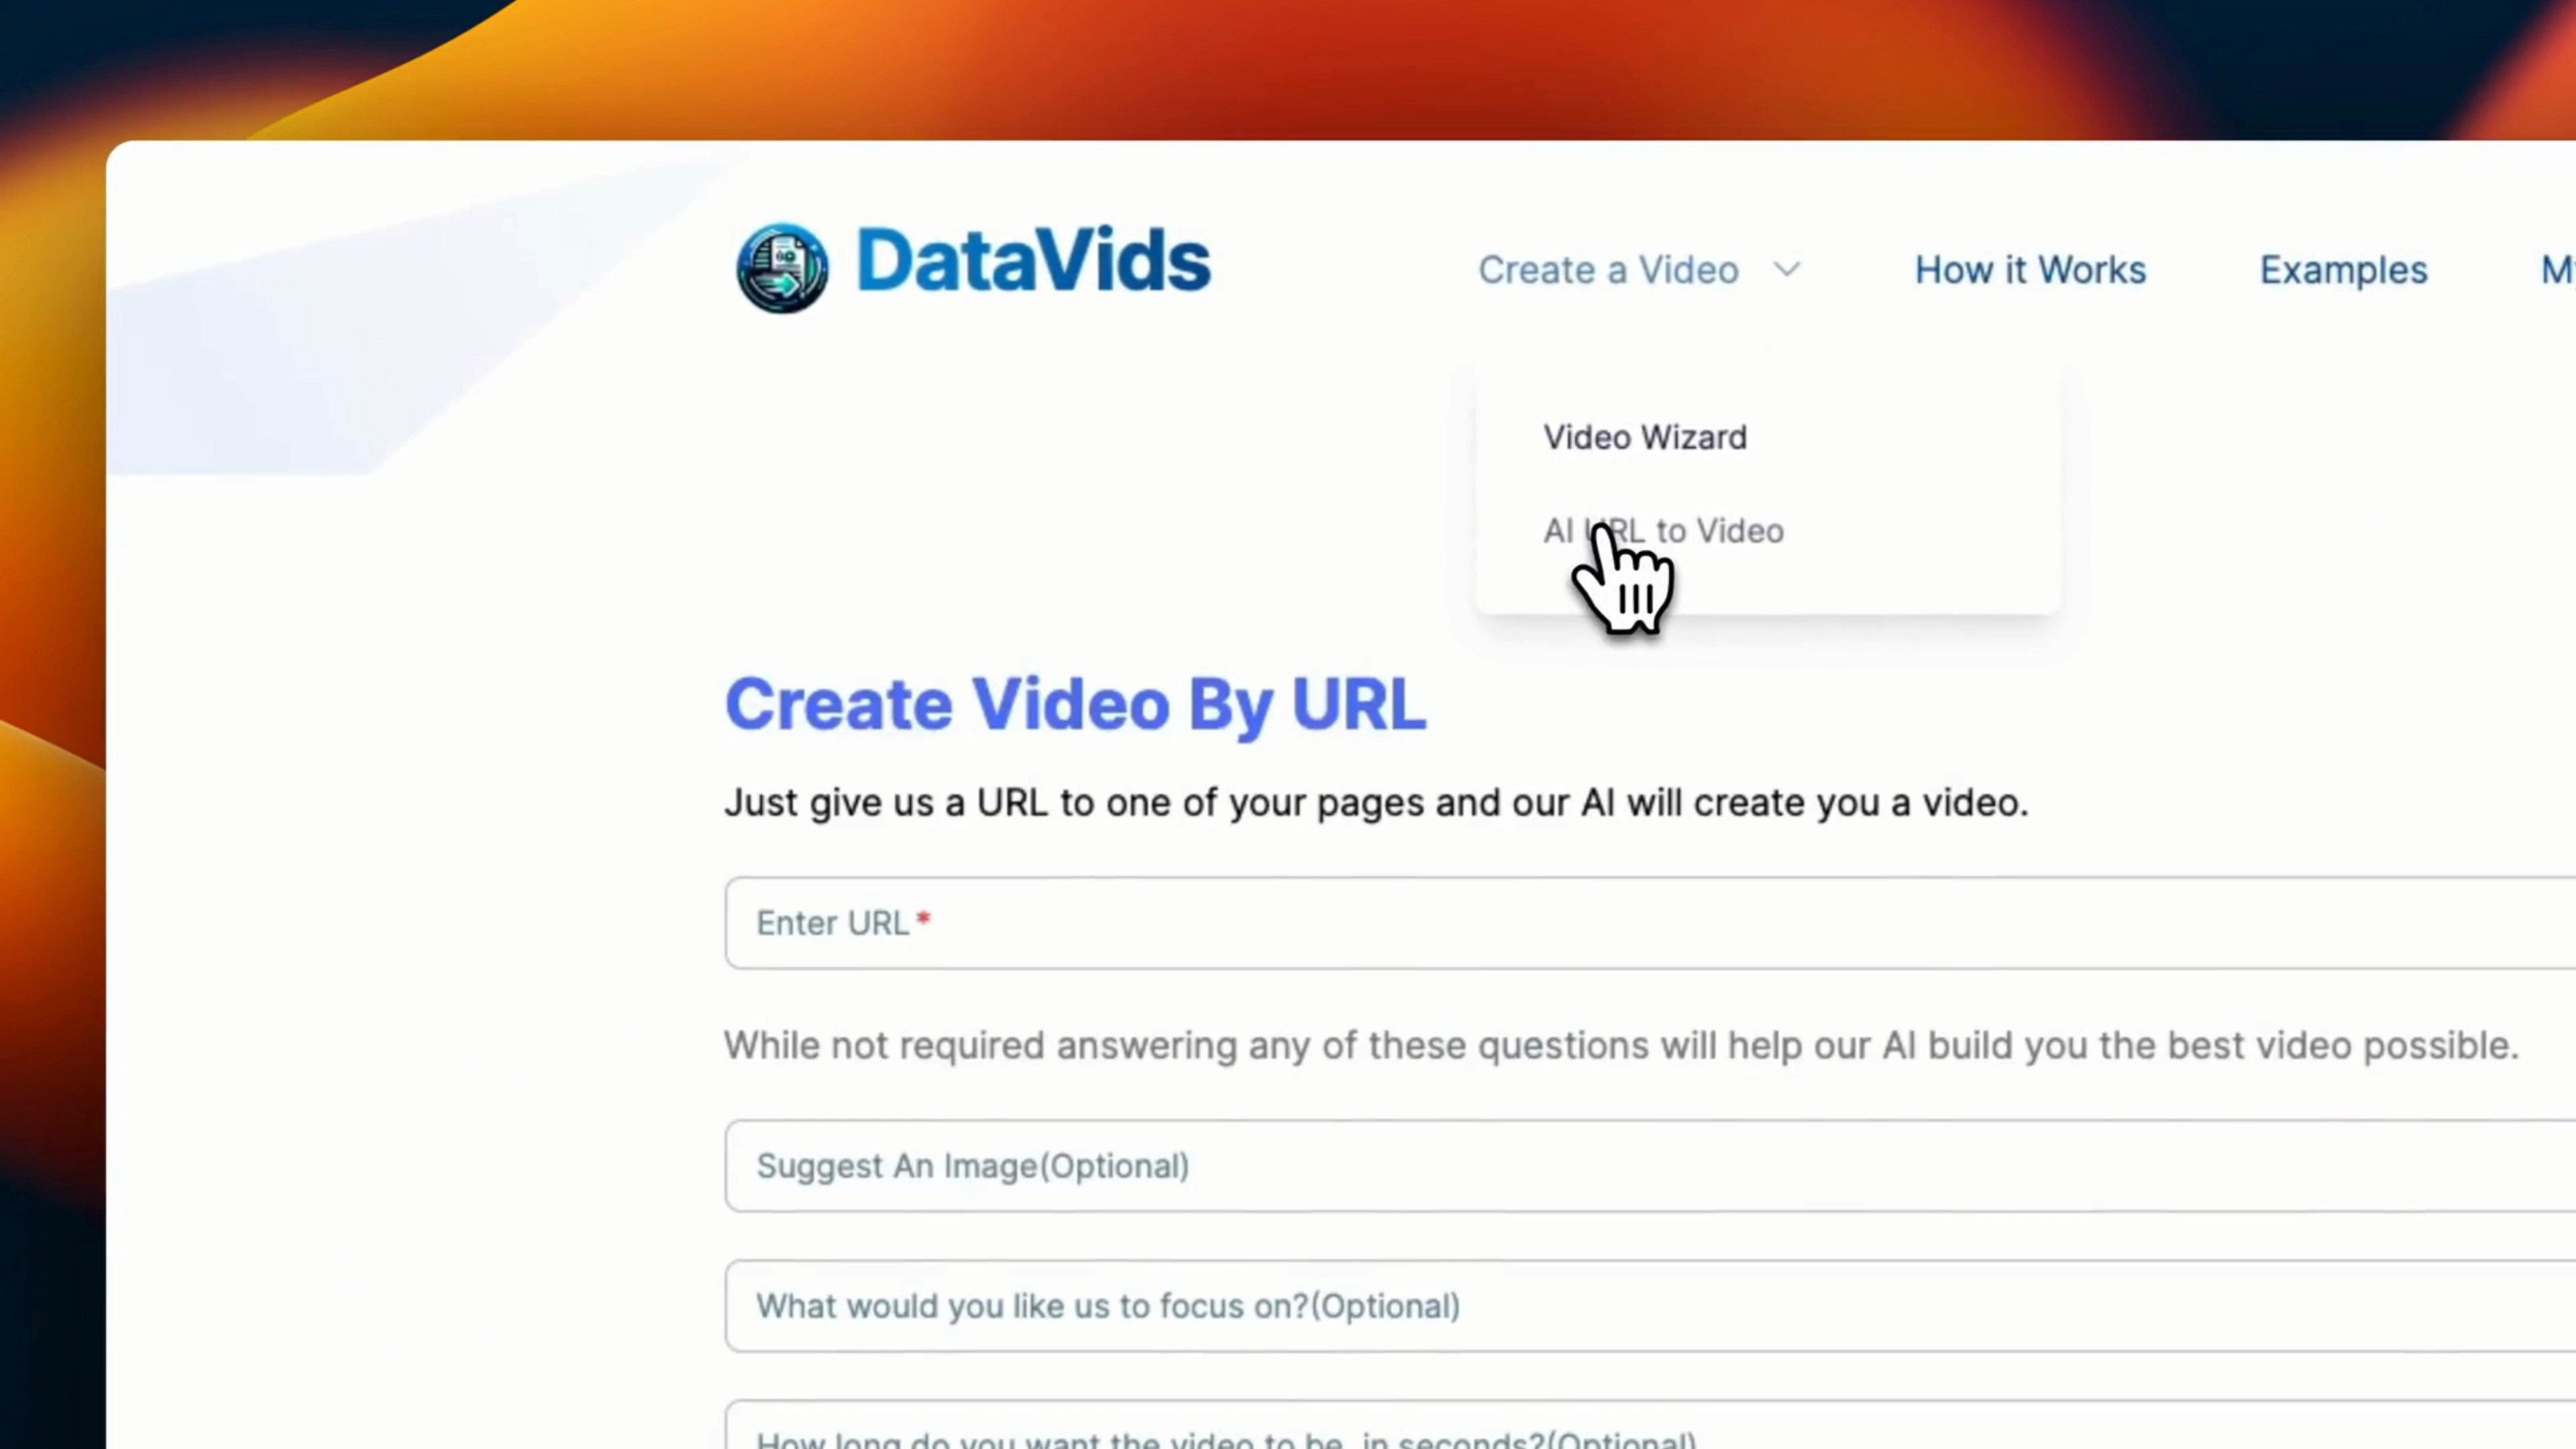 DataVids
Create a Video
How it Works
Examples
Video Wizard
AI URL to Video
Create Video By URL
Just give us a URL to one of your pages and our AI will create you a video.
Enter URL*
While not required answering any of these questions will help our AI build you the best video possible.
Suggest An Image(Optional)
What would you like us to focus on?(Optional)
How long do you want the video to be, in seconds?(Optional)